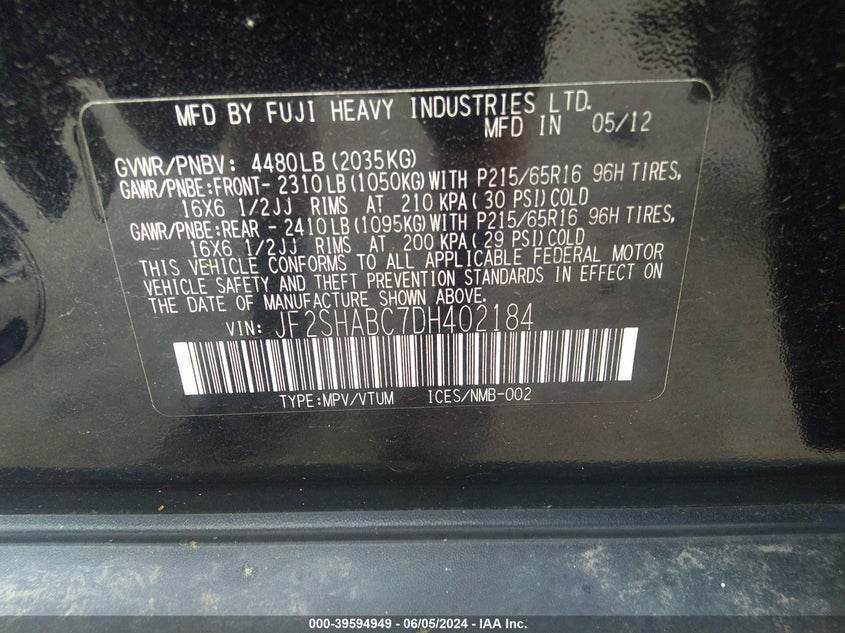 MFD BY FUJI HEAVY INDUSTRIES LTD.
MFD IN 05/12
GVWR/PNBV: 4480LB(2035KG)
GAWR/PNBE:FRONT- 2310LB(1050KG)WITH P215/65R16 96H TIRES,
16X6 1/2JJ RIMS AT 210 KPA(30 PSI)COLD
GAWR/PNBE:REAR - 2410LB(1095KG)WITH P215/65R16 96H TIRES,
16X6 1/2JJ RIMS AT 200 KPA(29 PSI)COLD
THIS VEHICLE CONFORMS TO ALL APPLICABLE FEDERAL MOTOR
VEHICLE SAFETY AND THEFT PREVENTION STANDARDS IN EFFECT ON
THE DATE OF MANUFACTURE SHOWN ABOVE.
VIN: JF2SHABC7DH402184
TYPE:MPV/VTUM ICES/NMB-002
000-39594949 - 06/05/2024 - IAA Inc.